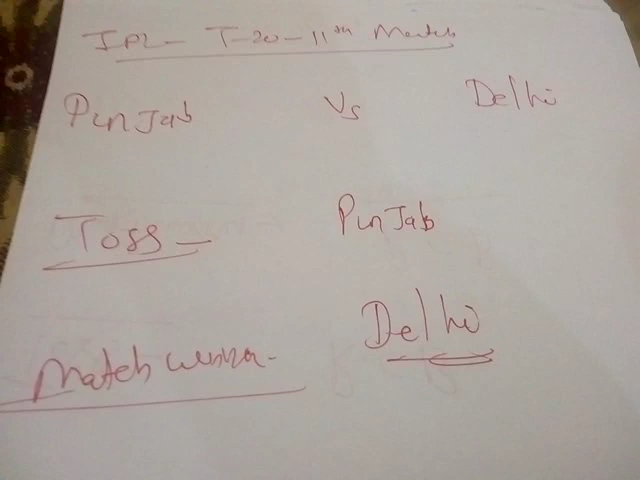 IPL - T-20 - 11th Match
Punjab Vs Delhi
Toss - Punjab
Delhi
Match winner -